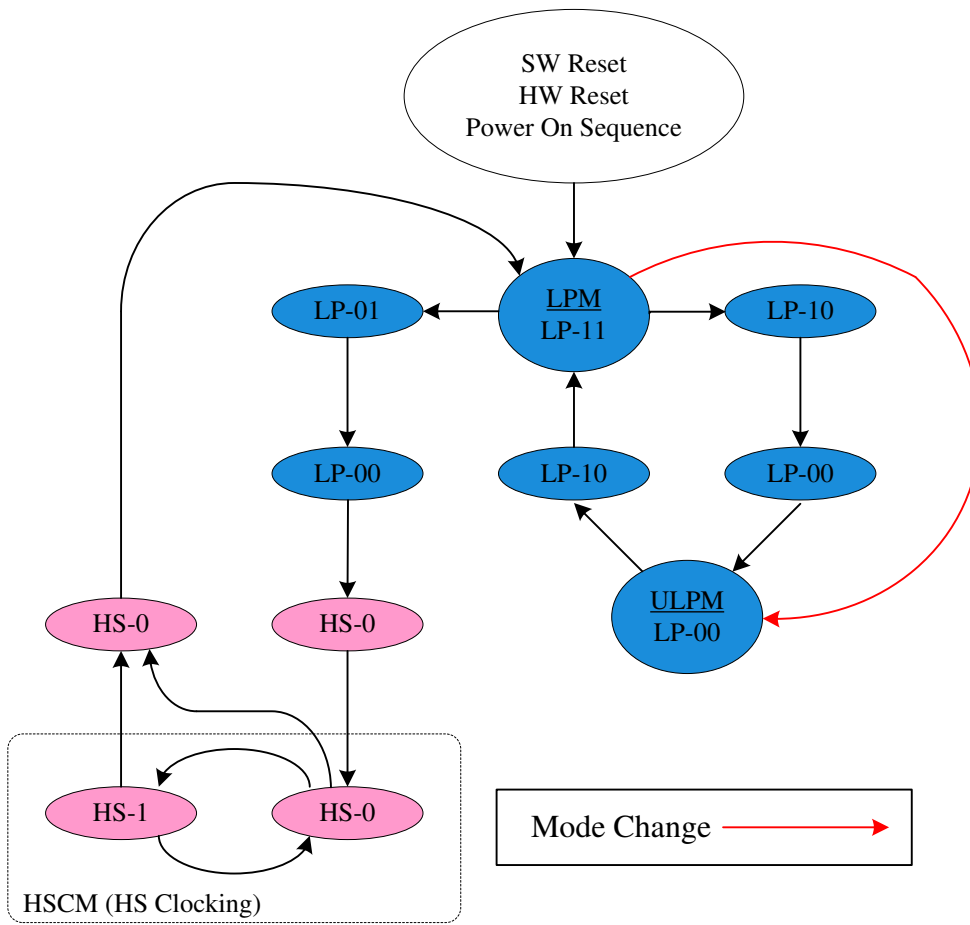 SW Reset
HW Reset
Power On Sequence
LP-01
LPM
LP-11
LP-10
LP-00
LP-10
LP-00
ULPM
LP-00
HS-0
HS-0
HS-1
HS-0
HSCM (HS Clocking)
Mode Change